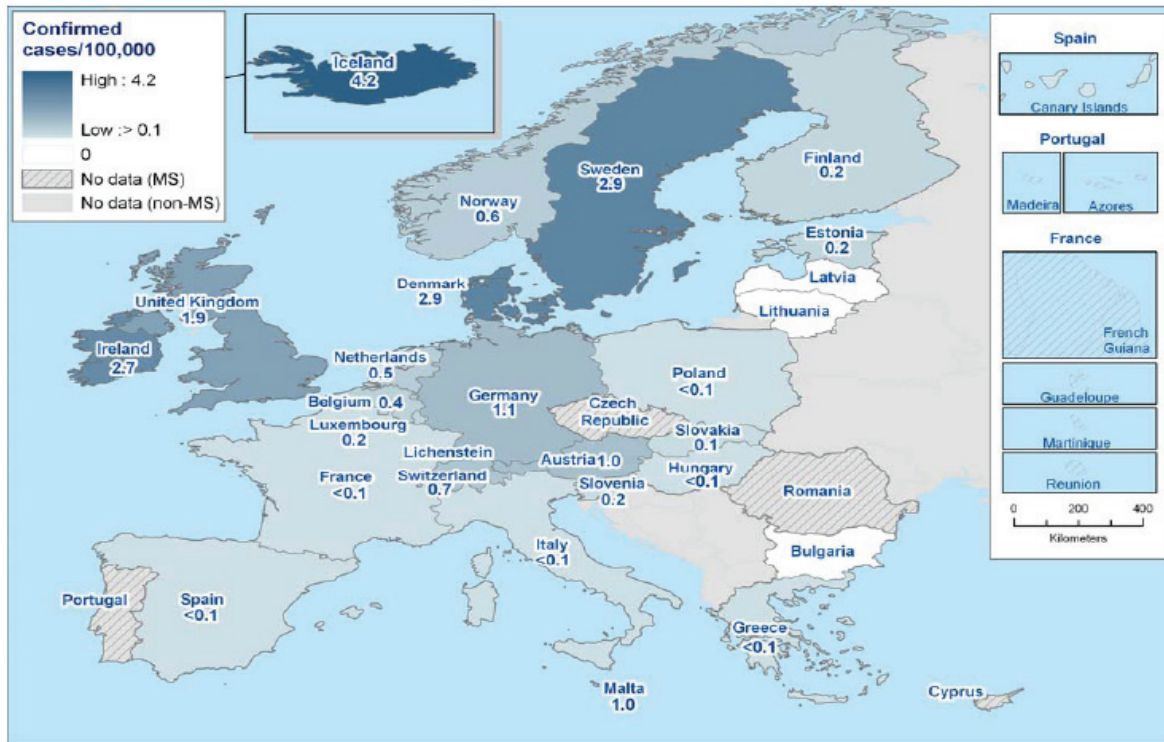 Confirmed
cases/100,000
High : 4.2
Low :> 0.1
0
No data (MS)
No data (non-MS)
Iceland
4.2
Sweden
2.9
Finland
0.2
Norway
0.6
Estonia
0.2
Denmark
2.9
Latvia
Lithuania
United Kingdom
1.9
Ireland
2.7
Netherlands
0.5
Belgium 0.4
Luxembourg
0.2
Germany
1.1
Poland
<0.1
Czech
Republic
Slovakia
0.1
Lichenstein
Switzerland
0.7
Austria 1.0
Hungary
<0.1
Slovenia
0.2
France
<0.1
Romania
Italy
<0.1
Bulgaria
Portugal
Spain
<0.1
Greece
<0.1
Malta
1.0
Cyprus
Spain
Canary Islands
Portugal
Madeira
Azores
France
French
Guiana
Guadeloupe
Martinique
Reunion
0 200 400
Kilometers